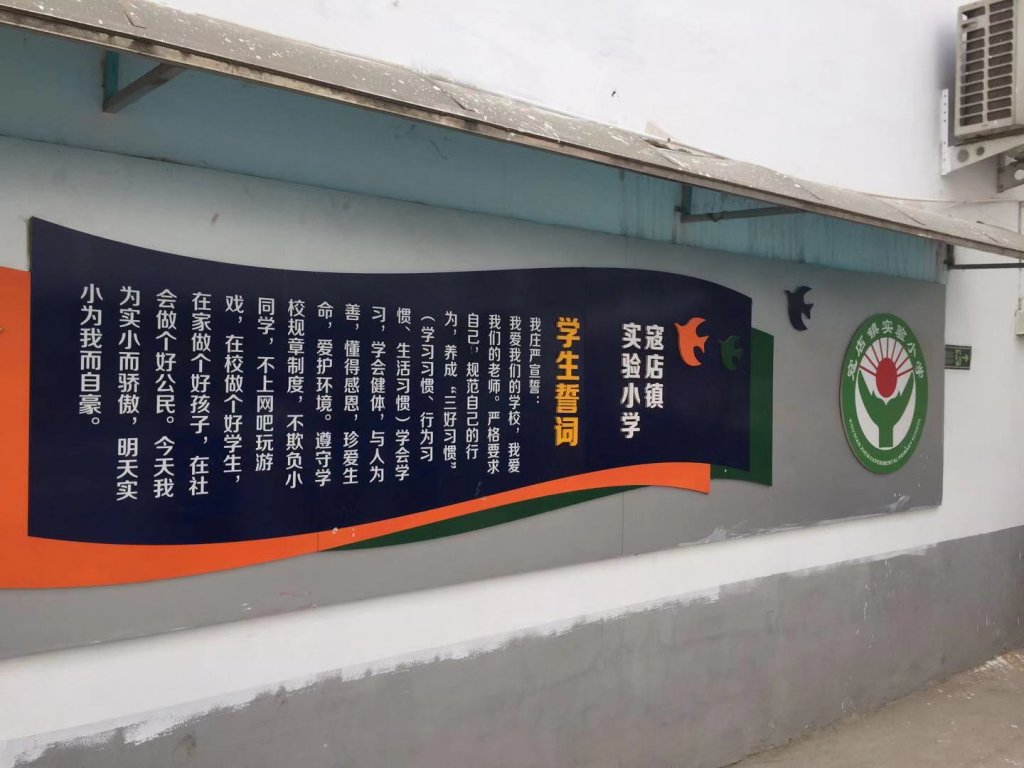 寇店镇
实验小学
学生誓词
我庄严宣誓：
我爱我们的学校，我爱
我们的老师。严格要求
自己，规范自己的行
为，养成“三好习惯”
（学习习惯、行为习
惯、生活习惯）学会学
习，学会健体，与人为
善，懂得感恩，珍爱生
命，爱护环境。遵守学
校规章制度，不欺负小
同学，不上网吧玩游
戏，在校做个好学生，
在家做个好孩子，在社
会做个好公民。今天我
为实小而骄傲，明天实
小为我而自豪。
寇店镇实验小学